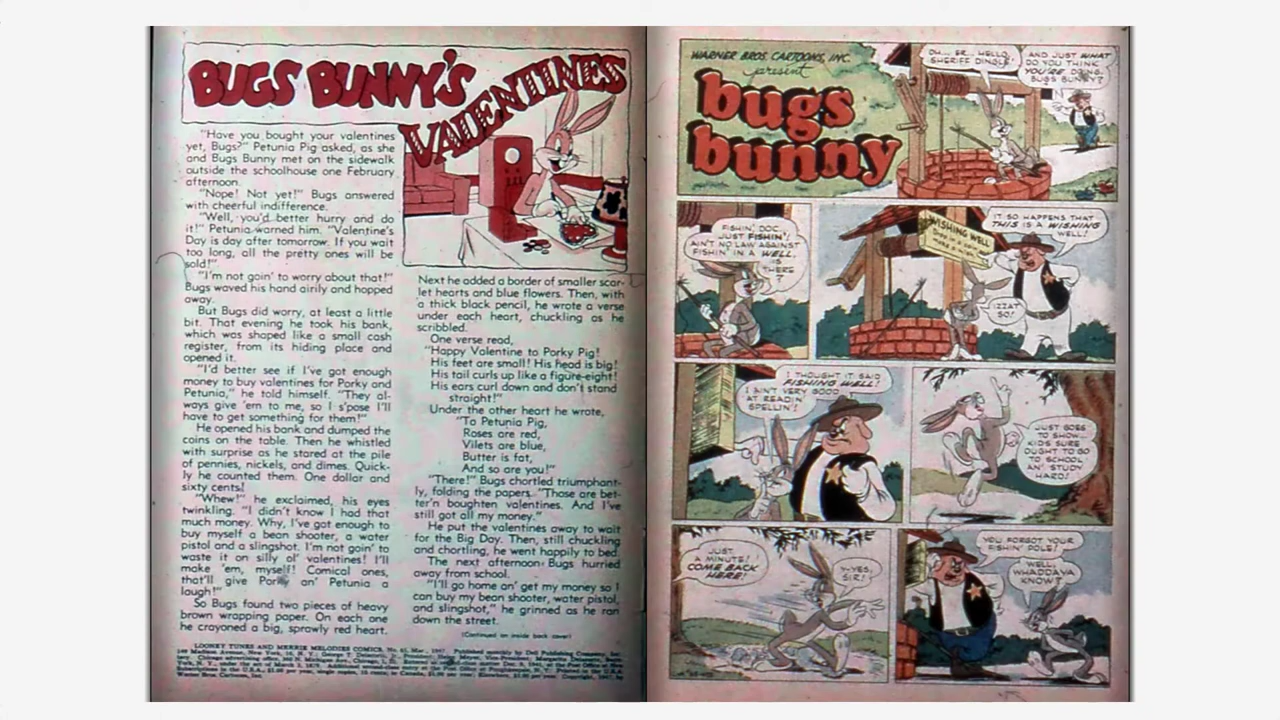 BUGS BUNNY'S
VALENTINES
"Have you bought your valentines
yet, Bugs?" Petunia Pig asked, as she
and Bugs Bunny met on the sidewalk
outside the schoolhouse one February
afternoon.
"Nope! Not yet!" Bugs answered
with cheerful indifference.
"Well, you'd better hurry and do
it!" Petunia warned him. "Valentine's
Day is day after tomorrow. If you wait
too long, all the pretty ones will be
sold!"
"I'm not goin' to worry about that!"
Bugs waved his hand airily and hopped
away.
But Bugs did worry, at least a little
bit. That evening he took his bank,
which was shaped like a small cash
register, from its hiding place and
opened it.
"I'd better see if I've got enough
money to buy valentines for Porky and
Petunia," he told himself. "They al-
ways give 'em to me, so I s'pose I'll
have to get something for them!"
He opened his bank and dumped the
coins on the table. Then he whistled
with surprise as he stared at the pile
of pennies, nickels, and dimes. Quick-
ly he counted them. One dollar and
sixty cents!
"Whew!" he exclaimed, his eyes
twinkling. "I didn't know I had that
much money. Why, I've got enough to
buy myself a bean shooter, a water
pistol and a slingshot. I'm not goin' to
waste it on silly ol' valentines! I'll
make 'em, myself! Comical ones,
that'll give Porky an' Petunia a
laugh!"
So Bugs found two pieces of heavy
brown wrapping paper. On each one
he crayoned a big, sprawly red heart.
Next he added a border of smaller scar-
let hearts and blue flowers. Then, with
a thick black pencil, he wrote a verse
under each heart, chuckling as he
scribbled.
One verse read,
"Happy Valentine to Porky Pig!
His feet are small! His head is big!
His tail curls up like a figure-eight!
His ears curl down and don't stand
straight!"
Under the other heart he wrote,
"To Petunia Pig,
Roses are red,
Vilets are blue,
Butter is fat,
And so are you!"
"There!" Bugs chortled triumphant-
ly, folding the papers. "Those are bet-
ter'n boughten valentines. And I've
still got all my money."
He put the valentines away to wait
for the Big Day. Then, still chuckling
and chortling, he went happily to bed.
The next afternoon Bugs hurried
away from school.
"I'll go home an' get my money so I
can buy my bean shooter, water pistol,
and slingshot," he grinned as he ran
down the street.
(Continued on inside back cover)
LOONEY TUNES AND MERRIE MELODIES COMICS, No. 65, Mar., 1947. Published monthly by Dell Publishing Company, Inc.
WARNER BROS. CARTOONS, INC.
present
bugs
bunny
OH... ER... HELLO,
SHERIFF DINGLE!
AND JUST WHAT
DO YOU THINK
YOU'RE DOING,
BUGS BUNNY?
FISHIN', DOC,
JUST FISHIN'!
AIN'T NO LAW AGAINST
FISHIN' IN A WELL,
IS
THERE
?
WISHING WELL
IT SO HAPPENS THAT
THIS IS A WISHING
WELL!
IZZAT
SO!
I THOUGHT IT SAID
FISHING WELL!
I AIN'T VERY GOOD
AT READIN'
SPELLIN'!
JUST GOES
TO SHOW...
KIDS SURE
OUGHT TO GO
TO SCHOOL
AN' STUDY
HARD!
JUST
A MINUTE!
COME BACK
HERE!
Y-YES,
SIR!
YOU FORGOT YOUR
FISHIN' POLE!
WELL,
WHADDAYA
KNOW?